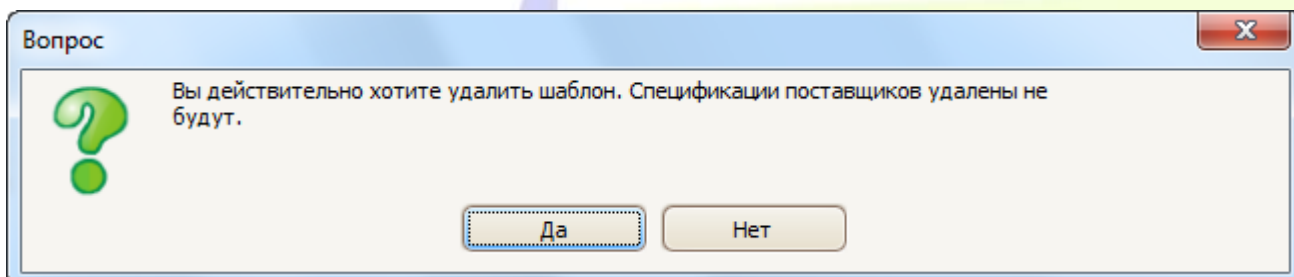 Вопрос
Вы действительно хотите удалить шаблон. Спецификации поставщиков удалены не
будут.
Да
Нет